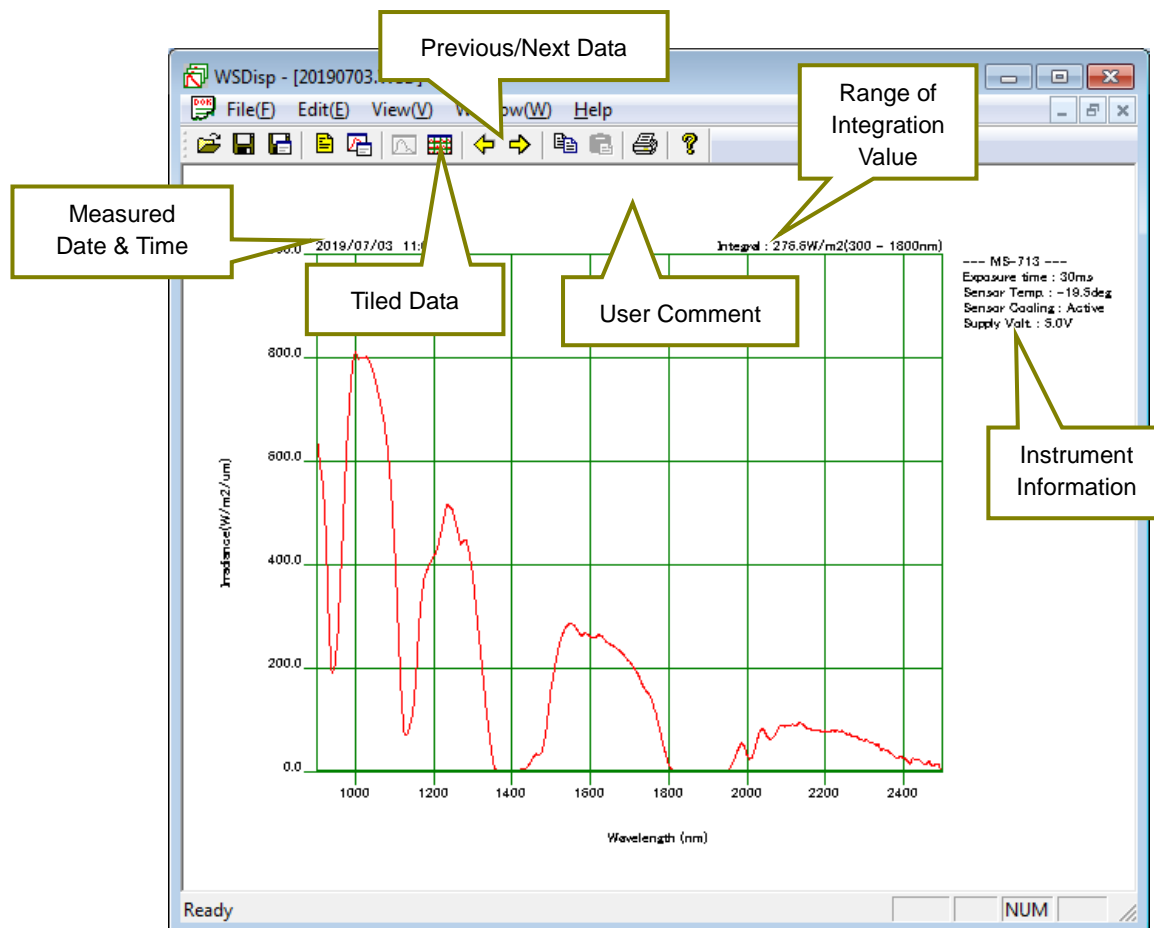 Previous/Next Data
WSDisp - [20190703.
File(F) Edit(E) View(V) Window(W) Help
Range of
Integration
Value
Measured
Date & Time
2019/07/03 11:
Integral : 276.6W/m2(300 - 1800nm)
Tiled Data
User Comment
--- MS-713 ---
Exposure time : 30ms
Sensor Temp. : -19.5deg
Sensor Cooling : Active
Supply Volt. : 5.0V
Instrument
Information
800.0
600.0
400.0
200.0
0.0
Irradiance(W/m2/um)
1000 1200 1400 1600 1800 2000 2200 2400
Wavelength (nm)
Ready
NUM